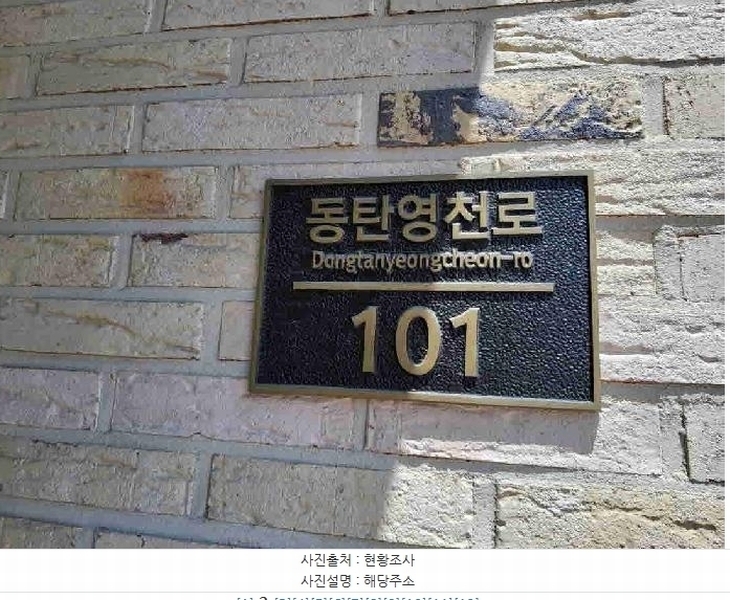 동탄영천로
Dongtanyeongcheon-ro
101
사진출처 : 현황조사
사진설명 : 해당주소